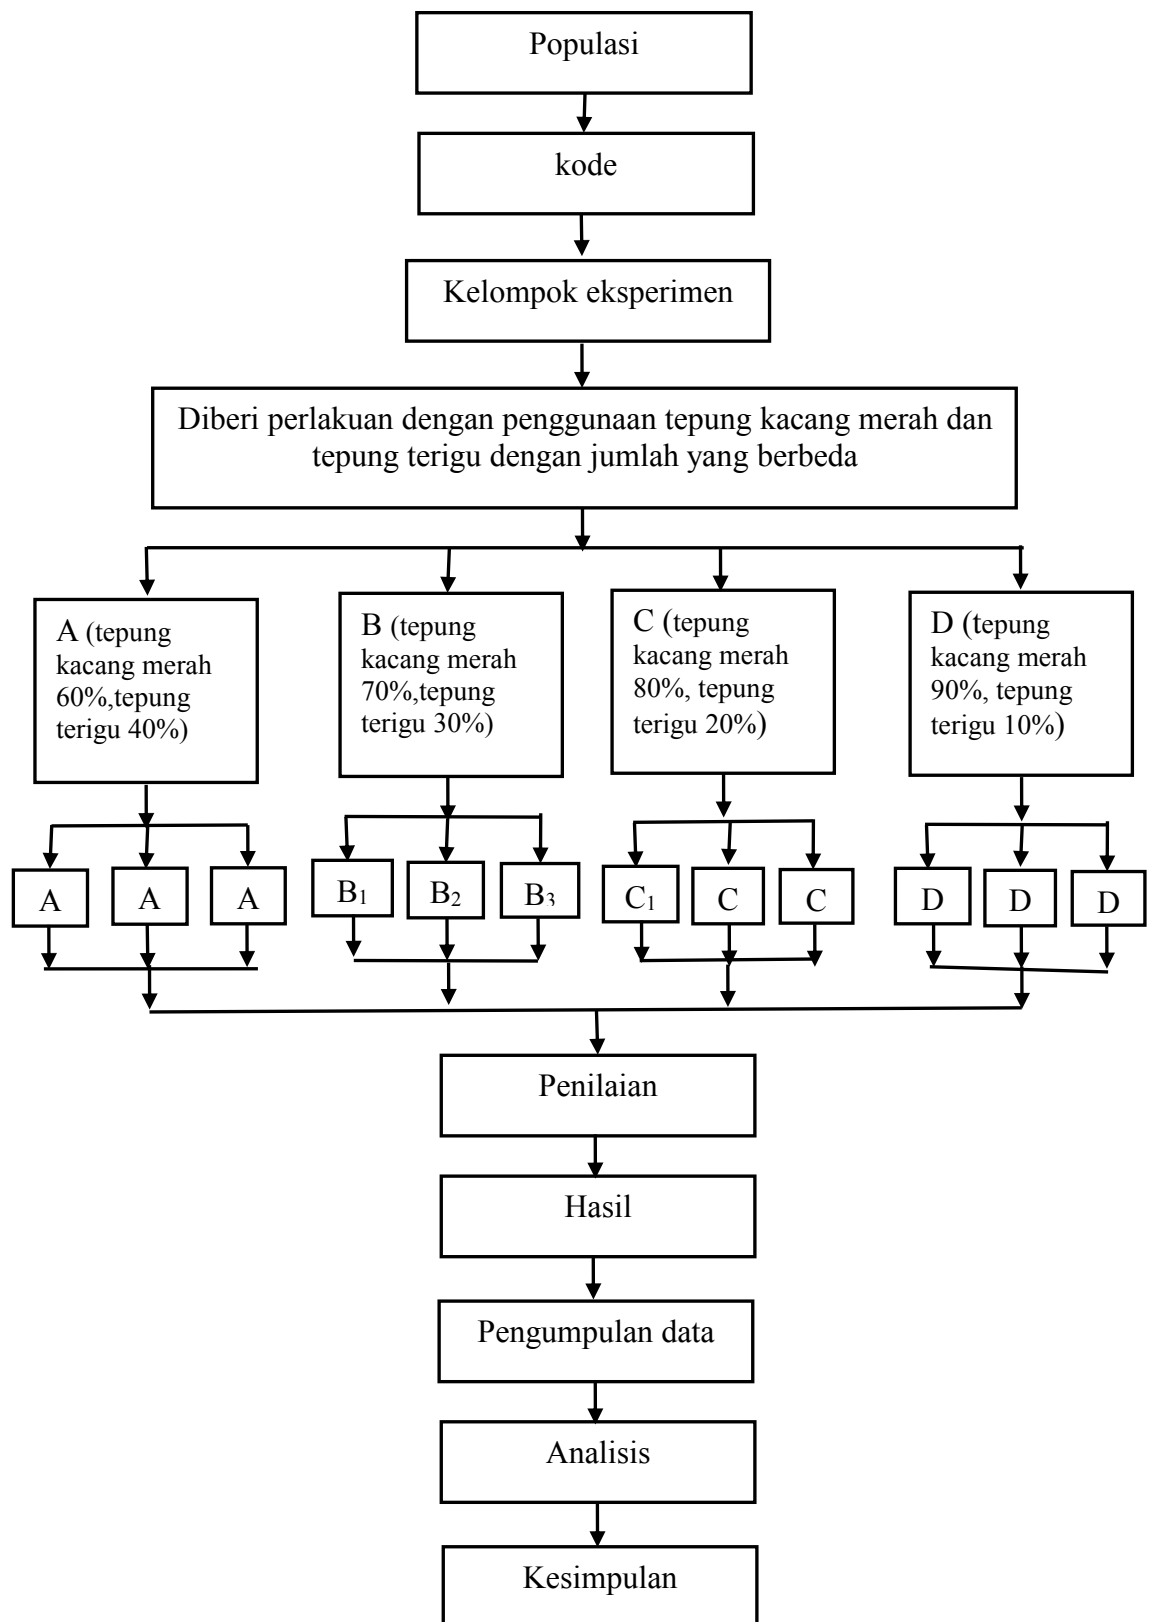 Populasi
kode
Kelompok eksperimen
Diberi perlakuan dengan penggunaan tepung kacang merah dan
tepung terigu dengan jumlah yang berbeda
A (tepung
kacang merah
60%,tepung
terigu 40%)
B (tepung
kacang merah
70%,tepung
terigu 30%)
C (tepung
kacang merah
80%, tepung
terigu 20%)
D (tepung
kacang merah
90%, tepung
terigu 10%)
A
A
A
B₁
B₂
B₃
C₁
C
C
D
D
D
Penilaian
Hasil
Pengumpulan data
Analisis
Kesimpulan